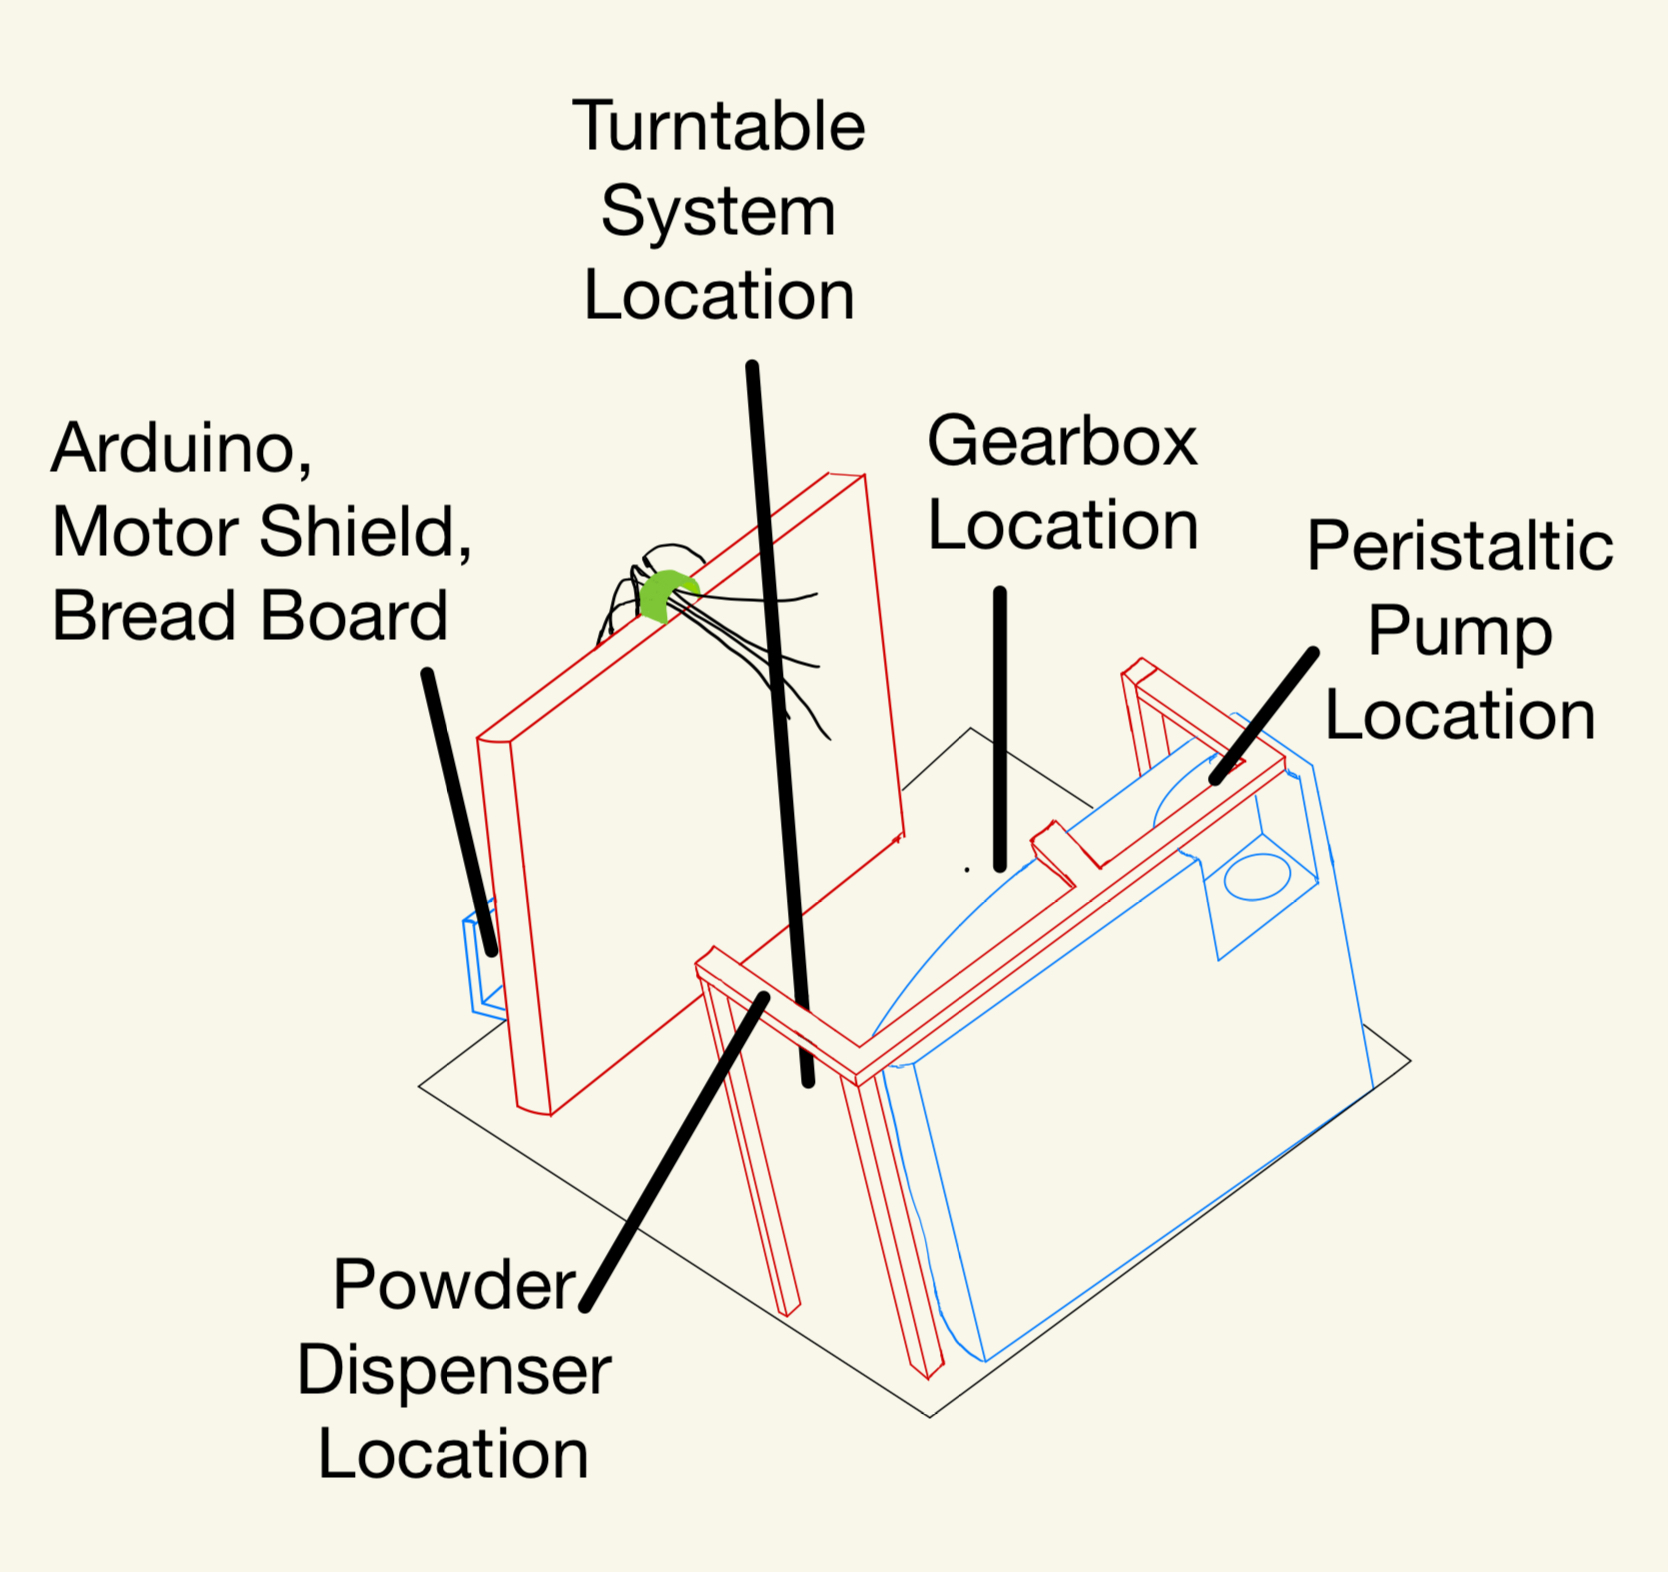 Turntable
System
Location
Arduino,
Motor Shield,
Bread Board
Gearbox
Location
Peristaltic
Pump
Location
Powder
Dispenser
Location